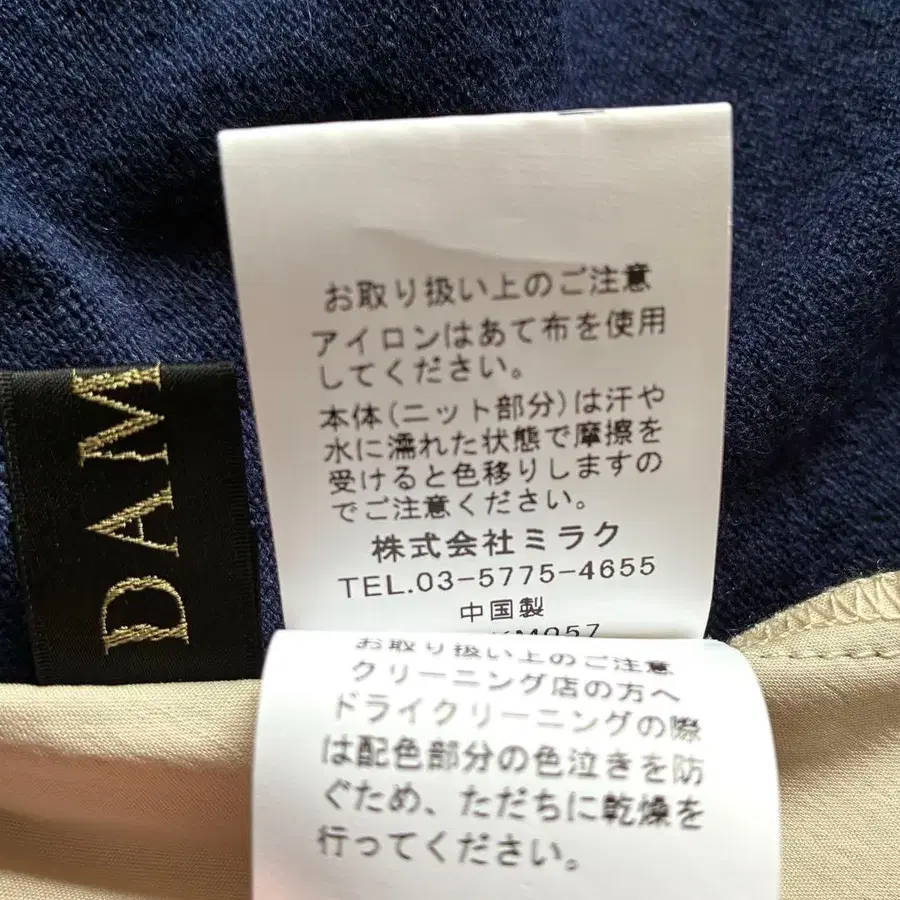 お取り扱い上のご注意
アイロンはあて布を使用
してください。
本体(ニット部分)は汗や
水に濡れた状態で摩擦を
受けると色移りしますの
でご注意ください。
株式会社ミラク
TEL.03-5775-4655
中国製
KM057
DAM
お取り扱い上のご注意
クリーニング店の方へ
ドライクリーニングの際
は配色部分の色泣きを防
ぐため、ただちに乾燥を
行ってください。